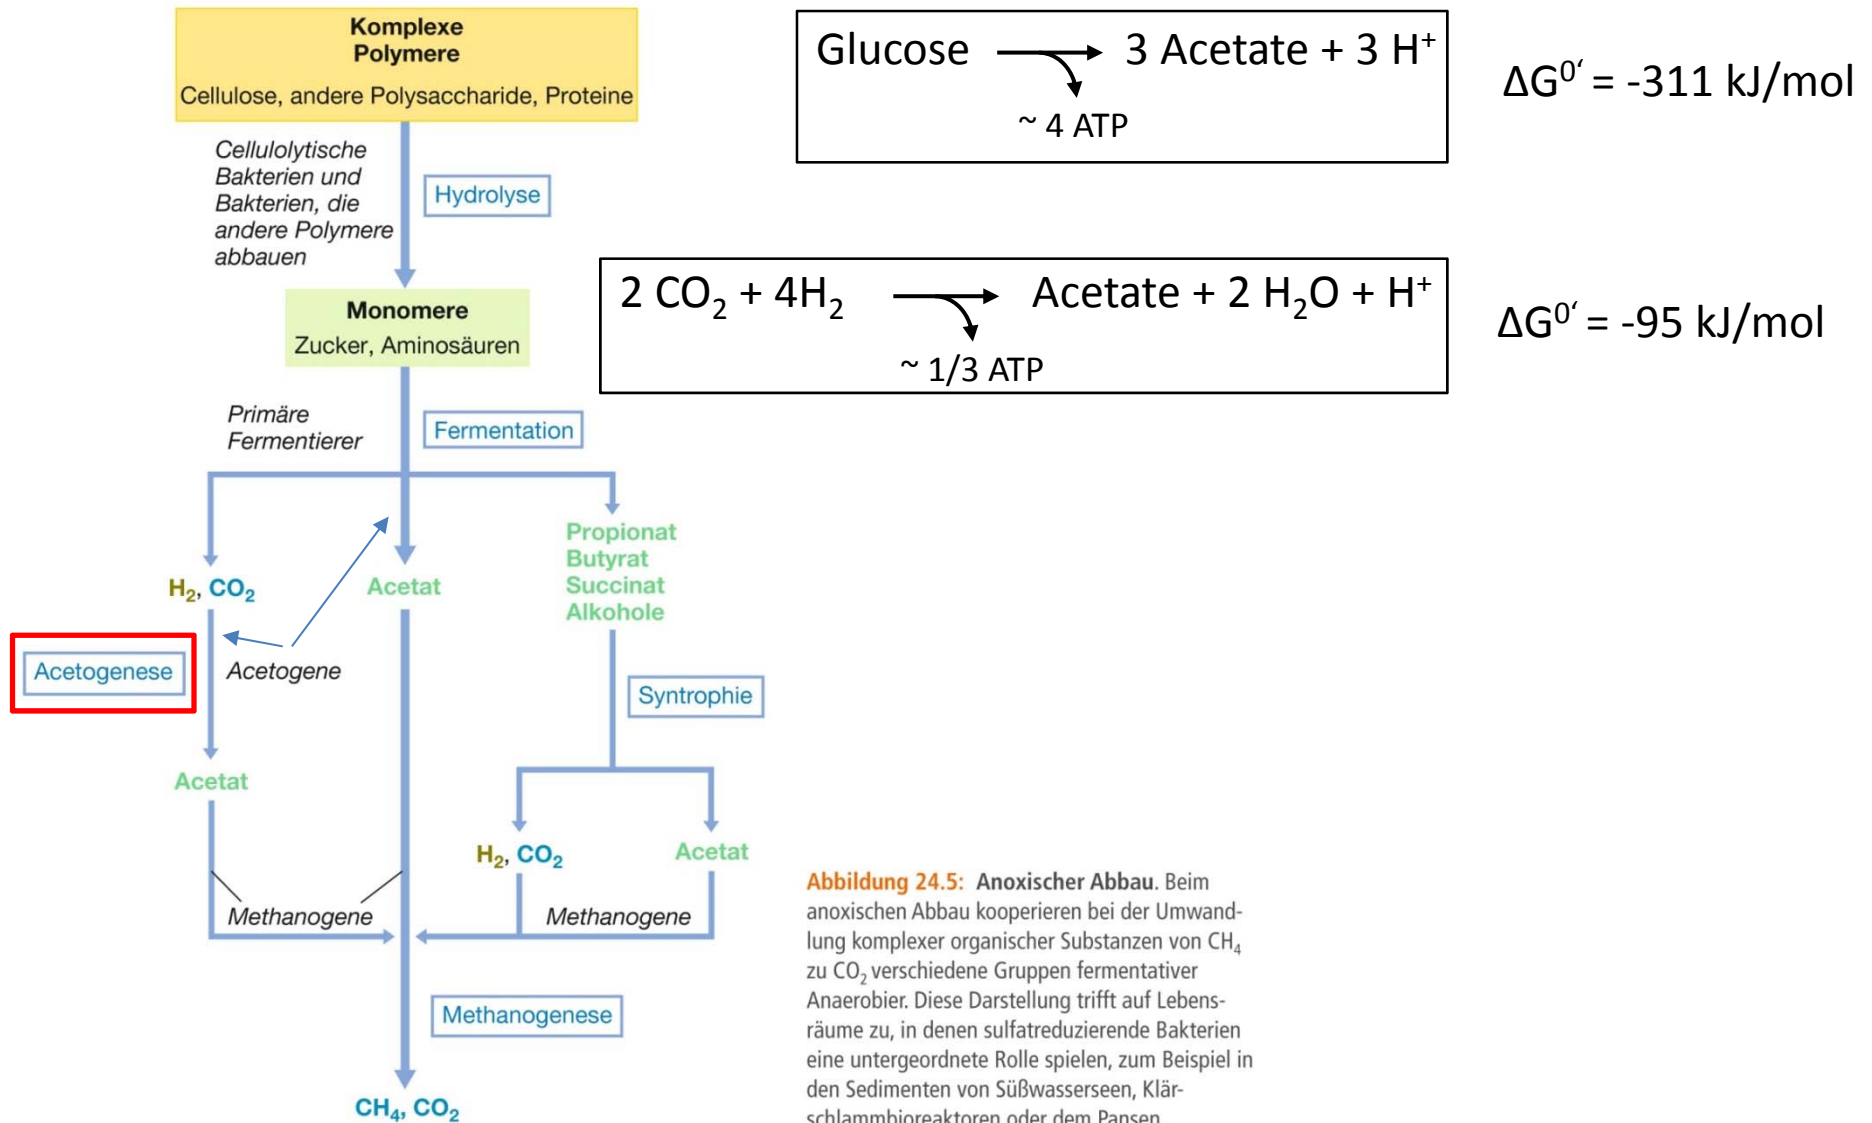 Komplexe
Polymere
Cellulose, andere Polysaccharide, Proteine
Cellulolytische
Bakterien und
Bakterien, die
andere Polymere
abbauen
Hydrolyse
Monomere
Zucker, Aminosäuren
Primäre
Fermentierer
Fermentation
H₂, CO₂
Acetat
Propionat
Butyrat
Succinat
Alkohole
Acetogenese
Acetogene
Syntrophie
Acetat
H₂, CO₂
Acetat
Methanogene
Methanogene
Methanogenese
CH₄, CO₂
Glucose → 3 Acetate + 3 H⁺
~ 4 ATP
ΔG⁰‘ = -311 kJ/mol
2 CO₂ + 4H₂ → Acetate + 2 H₂O + H⁺
~ 1/3 ATP
ΔG⁰‘ = -95 kJ/mol
Abbildung 24.5: Anoxischer Abbau. Beim
anoxischen Abbau kooperieren bei der Umwand-
lung komplexer organischer Substanzen von CH₄
zu CO₂ verschiedene Gruppen fermentativer
Anaerobier. Diese Darstellung trifft auf Lebens-
räume zu, in denen sulfatreduzierende Bakterien
eine untergeordnete Rolle spielen, zum Beispiel in
den Sedimenten von Süßwasserseen, Klär-
schlammbioreaktoren oder dem Pansen.